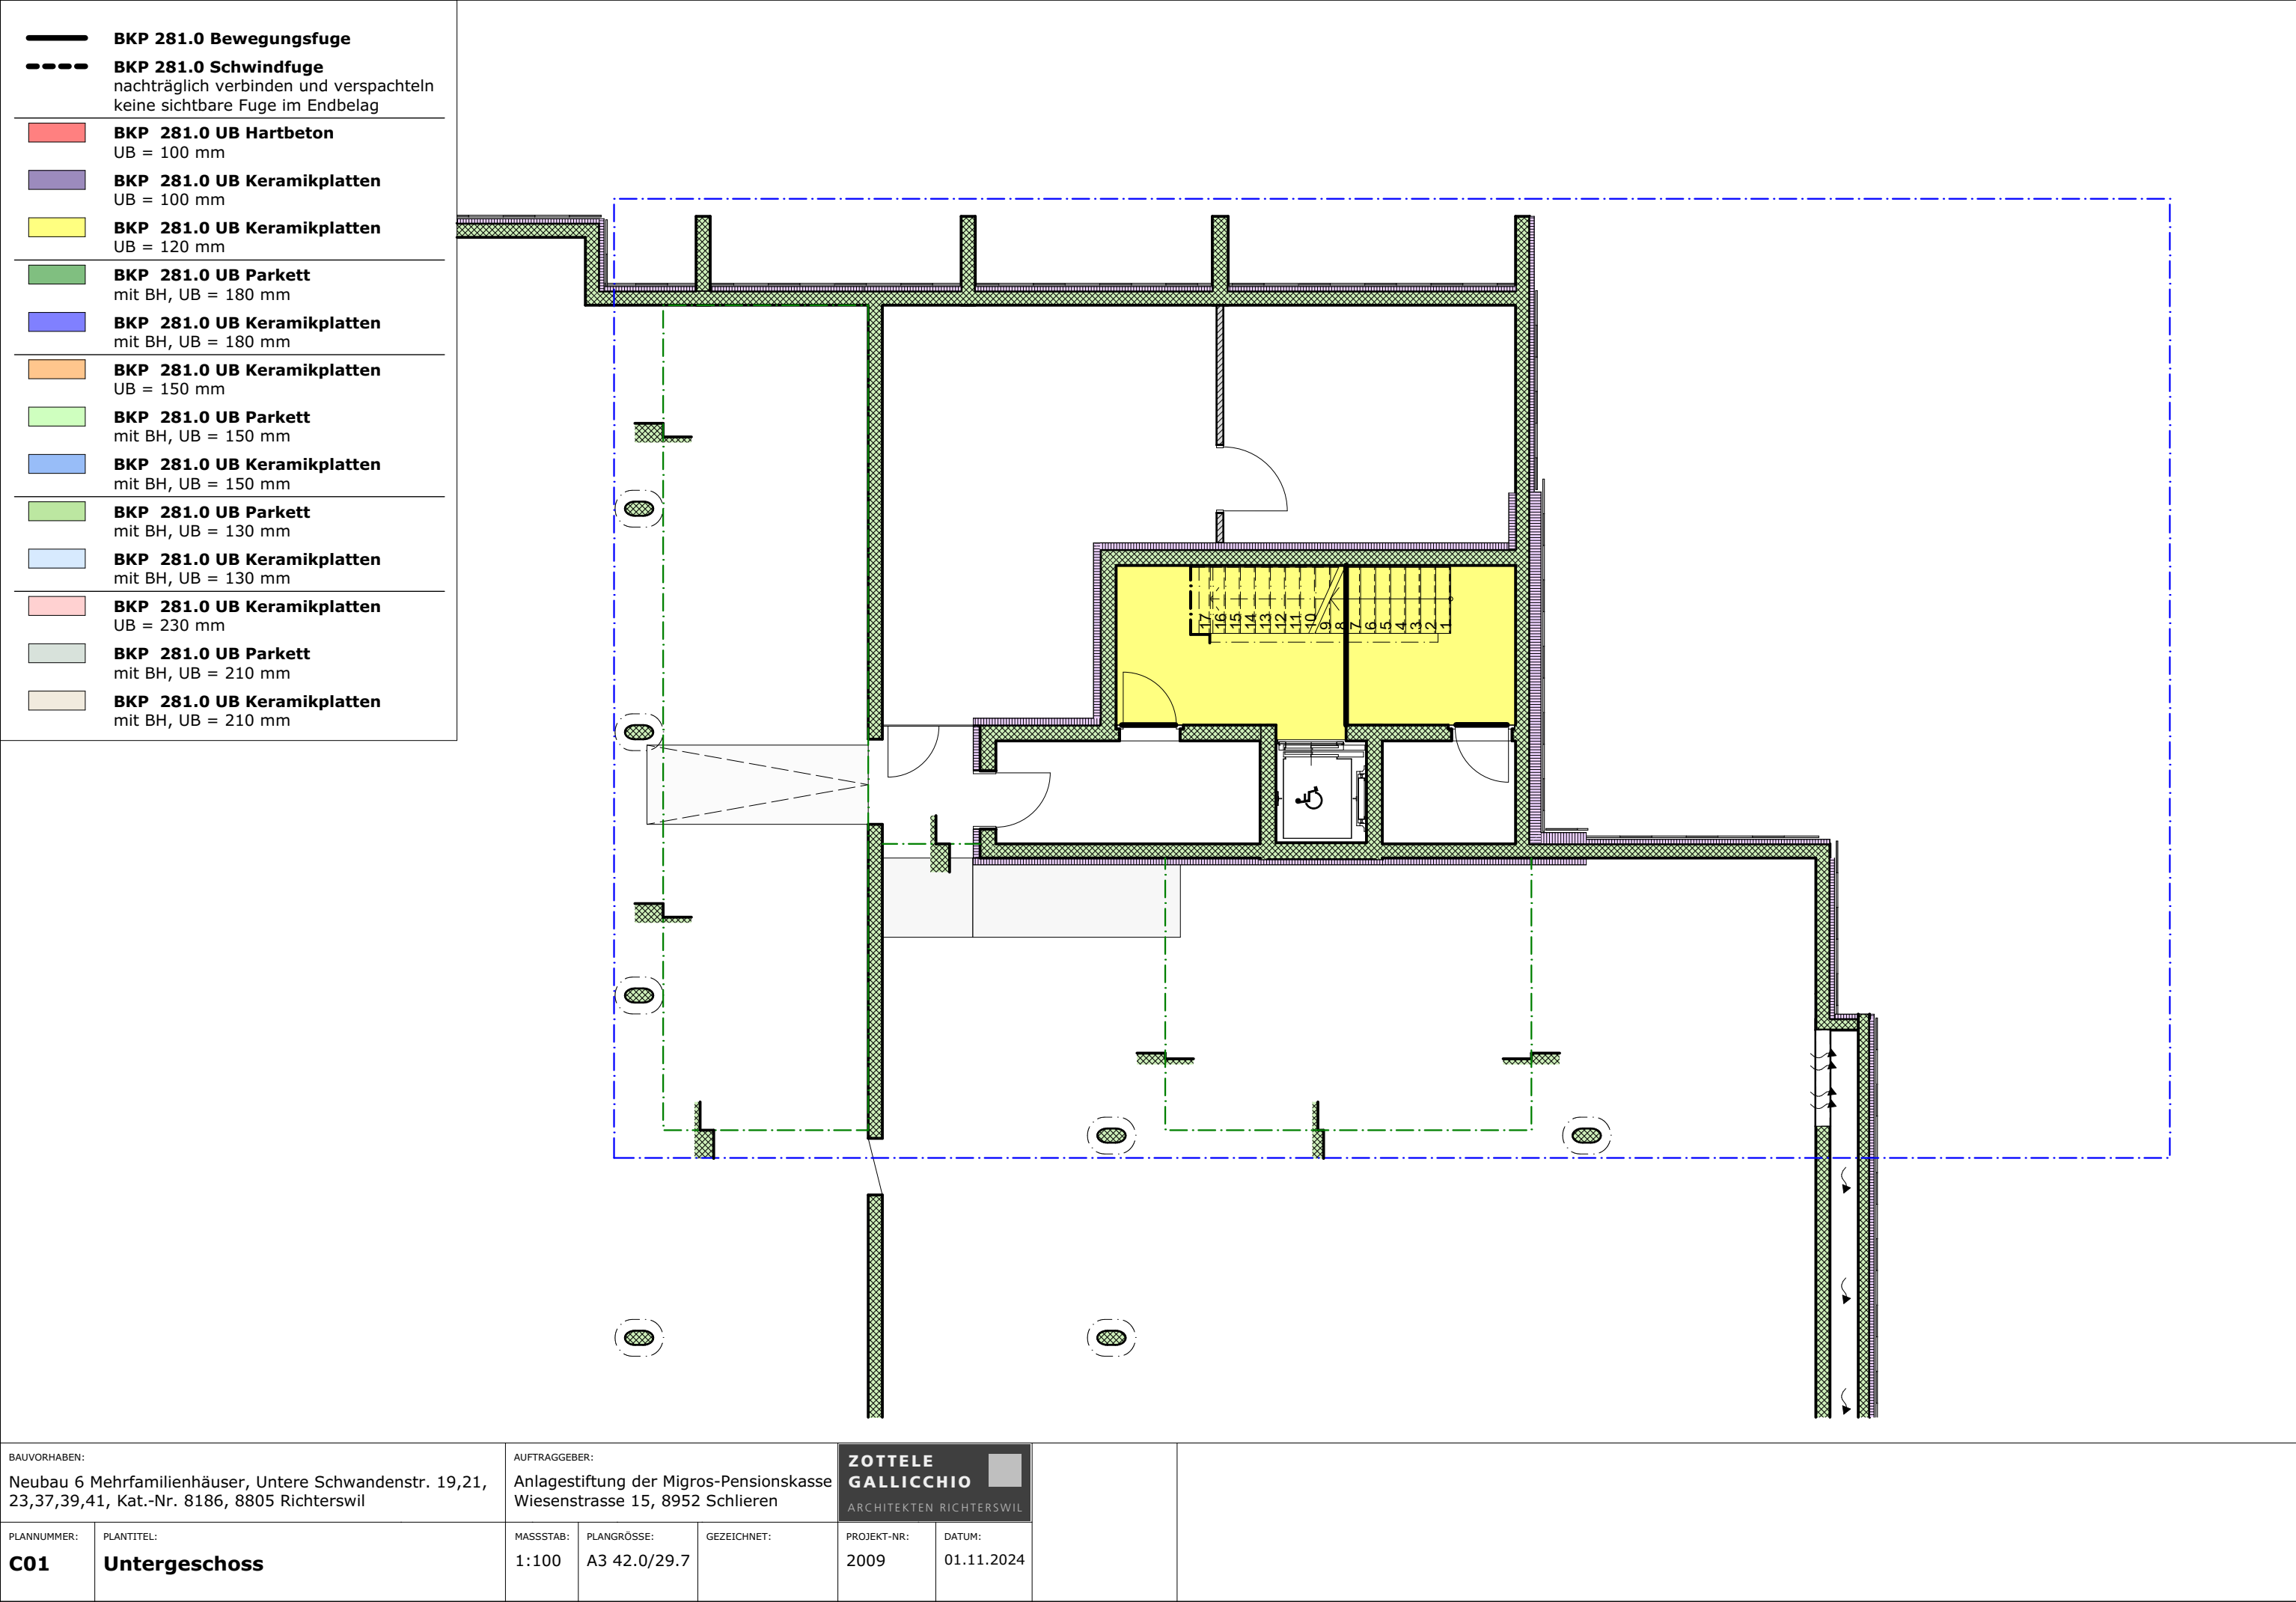 BKP 281.0 Bewegungsfuge
BKP 281.0 Schwindfuge
nachträglich verbinden und verspachteln
keine sichtbare Fuge im Endbelag
BKP 281.0 UB Hartbeton
UB = 100 mm
BKP 281.0 UB Keramikplatten
UB = 100 mm
BKP 281.0 UB Keramikplatten
UB = 120 mm
BKP 281.0 UB Parkett
mit BH, UB = 180 mm
BKP 281.0 UB Keramikplatten
mit BH, UB = 180 mm
BKP 281.0 UB Keramikplatten
UB = 150 mm
BKP 281.0 UB Parkett
mit BH, UB = 150 mm
BKP 281.0 UB Keramikplatten
mit BH, UB = 150 mm
BKP 281.0 UB Parkett
mit BH, UB = 130 mm
BKP 281.0 UB Keramikplatten
mit BH, UB = 130 mm
BKP 281.0 UB Keramikplatten
UB = 230 mm
BKP 281.0 UB Parkett
mit BH, UB = 210 mm
BKP 281.0 UB Keramikplatten
mit BH, UB = 210 mm
17 16 15 14 13 12 11 10 9 8 7 6 5 4 3 2 1
BAUVORHABEN:
Neubau 6 Mehrfamilienhäuser, Untere Schwandenstr. 19,21,
23,37,39,41, Kat.-Nr. 8186, 8805 Richterswil
AUFTRAGGEBER:
Anlagestiftung der Migros-Pensionskasse
Wiesenstrasse 15, 8952 Schlieren
ZOTTELE
GALLICCHIO
ARCHITEKTEN RICHTERSWIL
PLANNUMMER:
C01
PLANTITEL:
Untergeschoss
MASSSTAB:
1:100
PLANGRÖSSE:
A3 42.0/29.7
GEZEICHNET:
PROJEKT-NR:
2009
DATUM:
01.11.2024